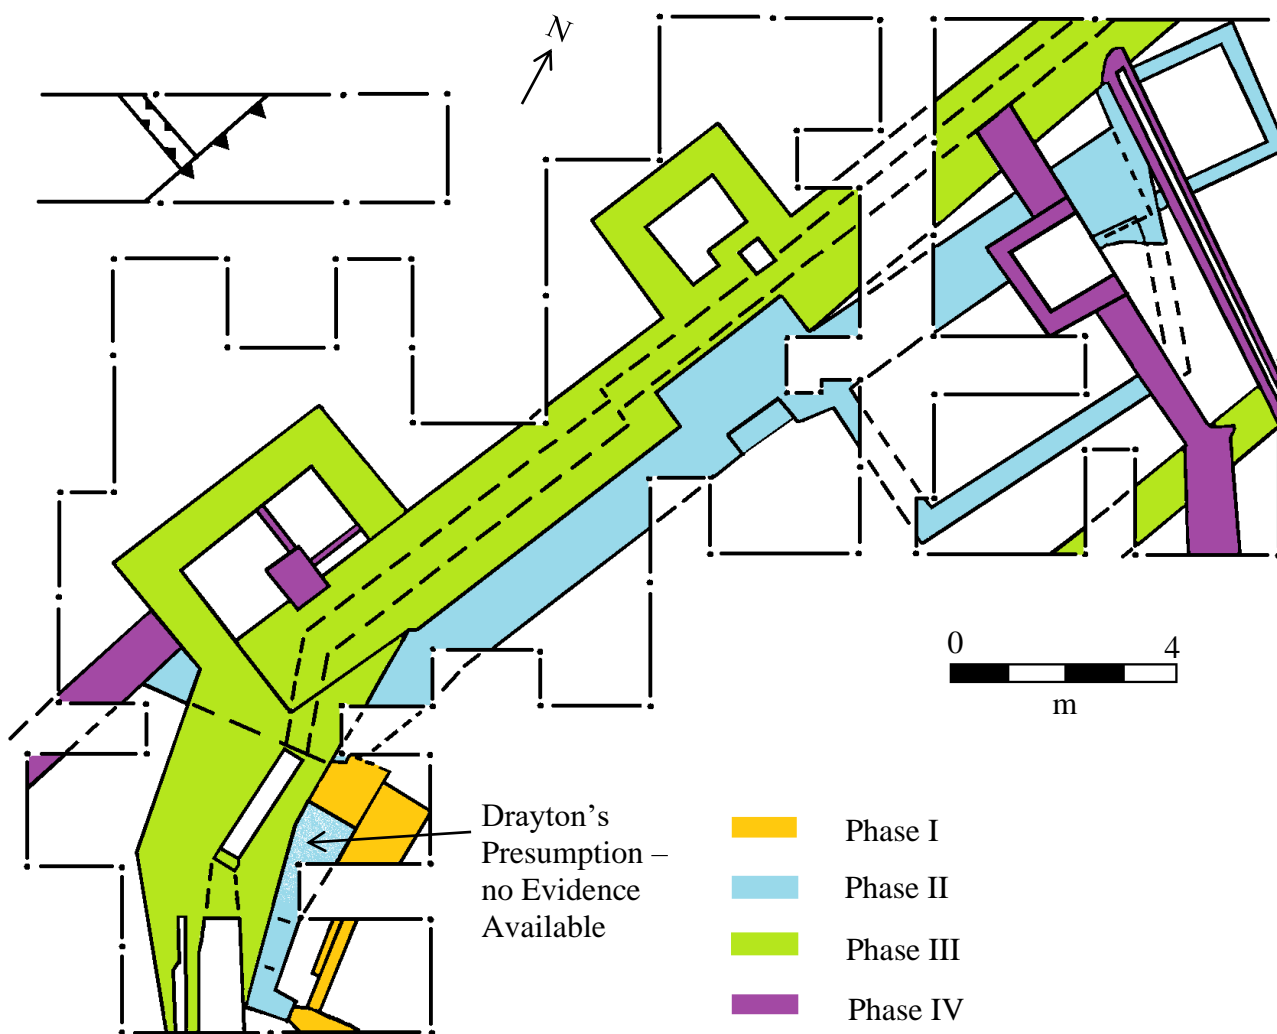 N
0 4
m
Drayton’s
Presumption –
no Evidence
Available
Phase I
Phase II
Phase III
Phase IV